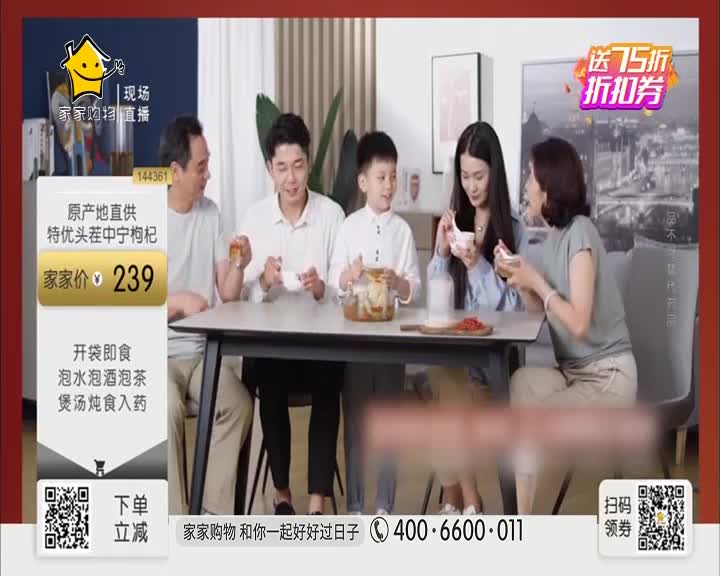 家家购物
现场
直播
送75折
折扣券
144361
原产地直供
特优头茬中宁枸杞
家家价 ¥ 239
开袋即食
泡水泡酒泡茶
煲汤炖食入药
下单
立减
家家购物 和你一起好好过日子
400·6600·011
扫码
领券